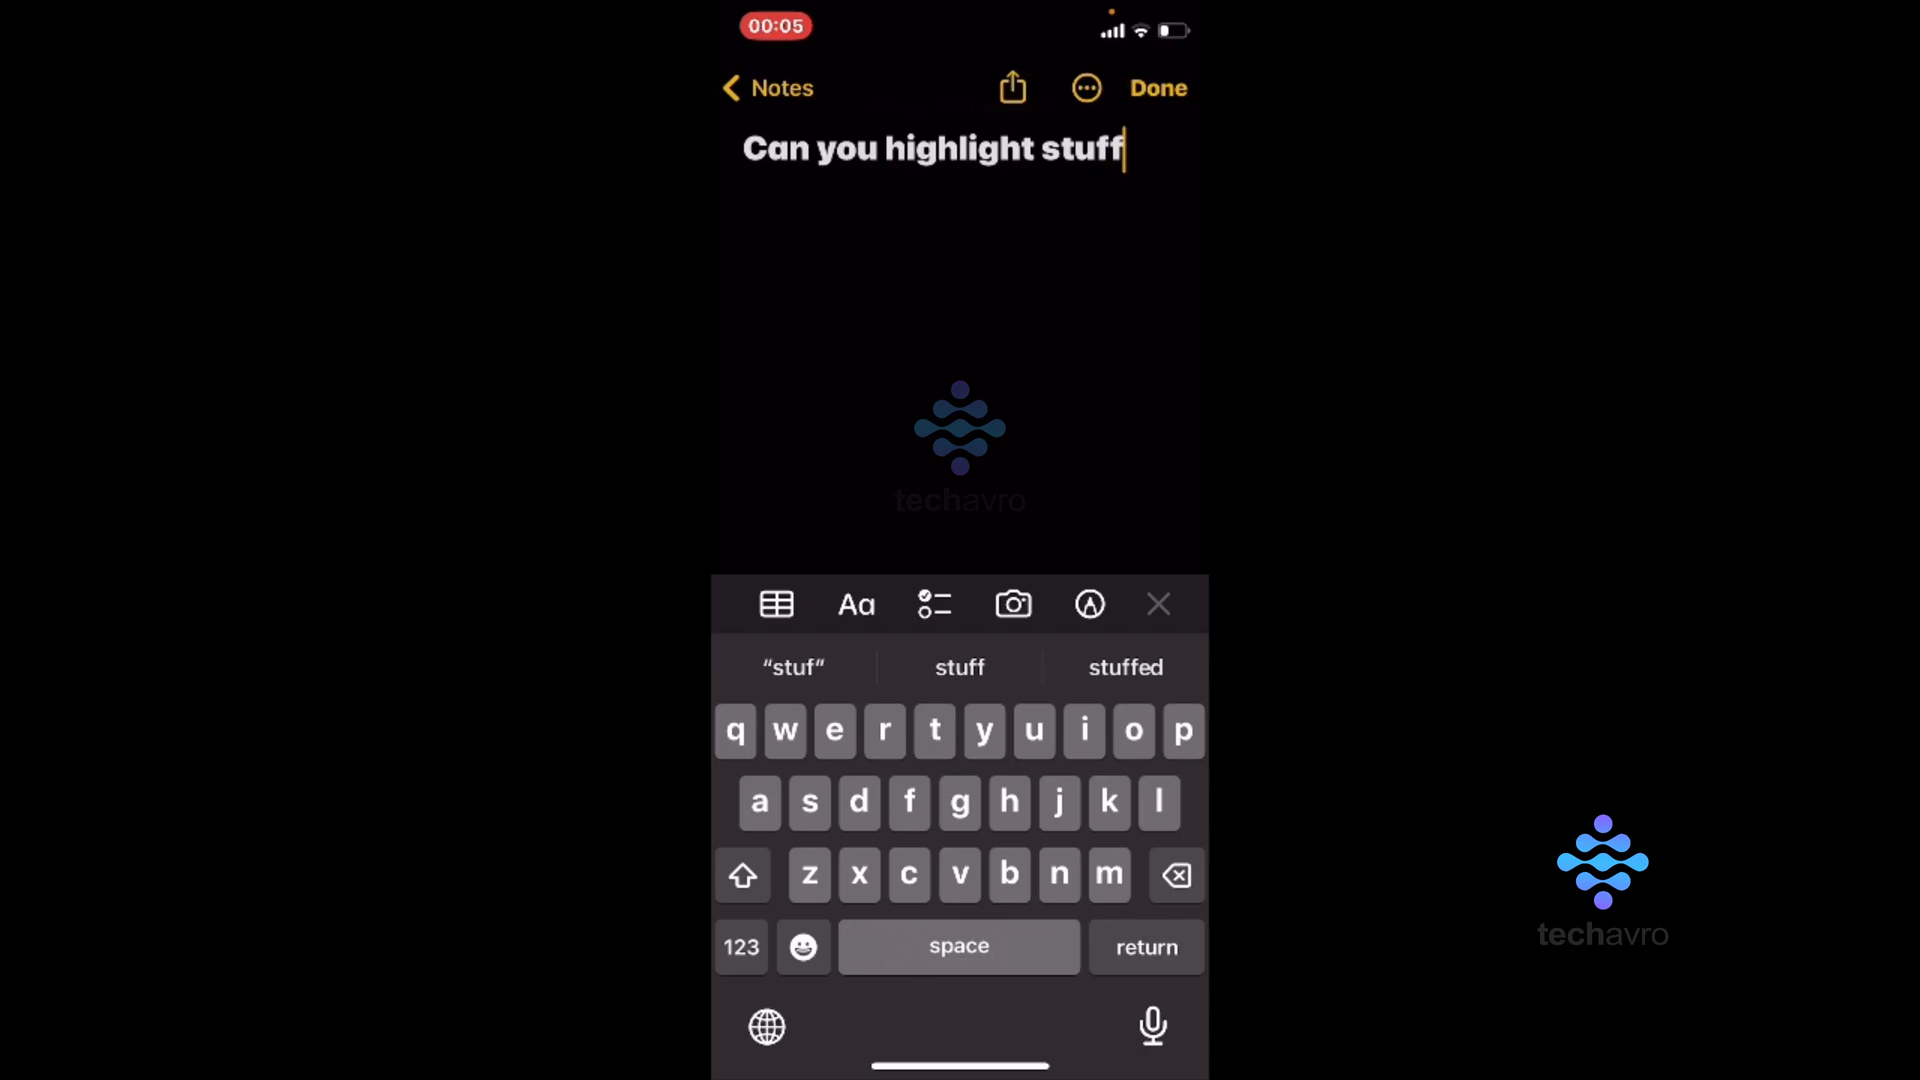 00:05
Notes
Done
Can you highlight stuff
techavro
Aa
“stuf” stuff stuffed
q w e r t y u i o p
a s d f g h j k l
z x c v b n m
123 space return
techavro